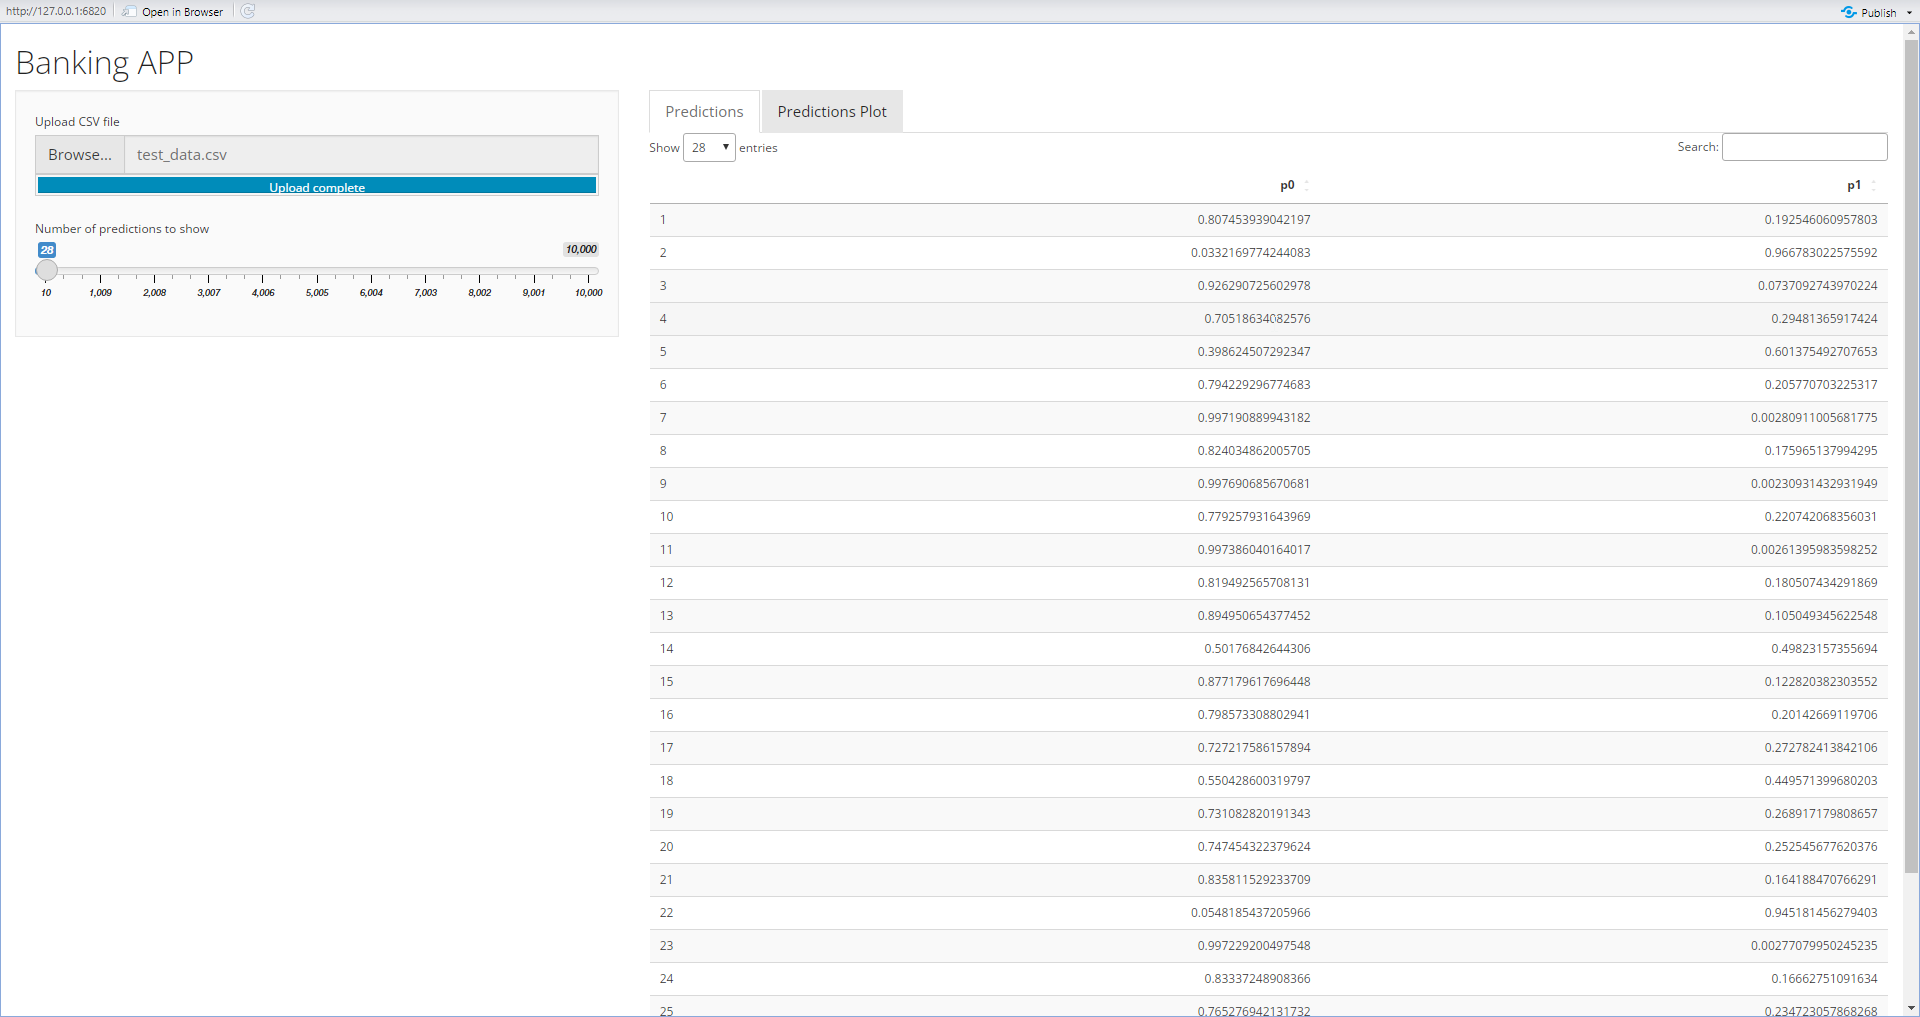 http://127.0.0.1:6820 Open in Browser Publish
Banking APP
Upload CSV file
Browse... test_data.csv
Upload complete
Number of predictions to show
28 10,000
10 1,009 2,008 3,007 4,006 5,005 6,004 7,003 8,002 9,001 10,000
Predictions Predictions Plot
Show 28 entries Search:
p0 p1
1 0.807453939042197 0.192546060957803
2 0.0332169774244083 0.966783022575592
3 0.926290725602978 0.0737092743970224
4 0.70518634082576 0.29481365917424
5 0.398624507292347 0.601375492707653
6 0.794229296774683 0.205770703225317
7 0.997190889943182 0.00280911005681775
8 0.824034862005705 0.175965137994295
9 0.997690685670681 0.00230931432931949
10 0.779257931643969 0.220742068356031
11 0.997386040164017 0.00261395983598252
12 0.819492565708131 0.180507434291869
13 0.894950654377452 0.105049345622548
14 0.50176842644306 0.49823157355694
15 0.877179617696448 0.122820382303552
16 0.798573308802941 0.20142669119706
17 0.727217586157894 0.272782413842106
18 0.550428600319797 0.449571399680203
19 0.731082820191343 0.268917179808657
20 0.747454322379624 0.252545677620376
21 0.835811529233709 0.164188470766291
22 0.0548185437205966 0.945181456279403
23 0.997229200497548 0.00277079950245235
24 0.83337248908366 0.16662751091634
25 0.765276942131732 0.234723057868268